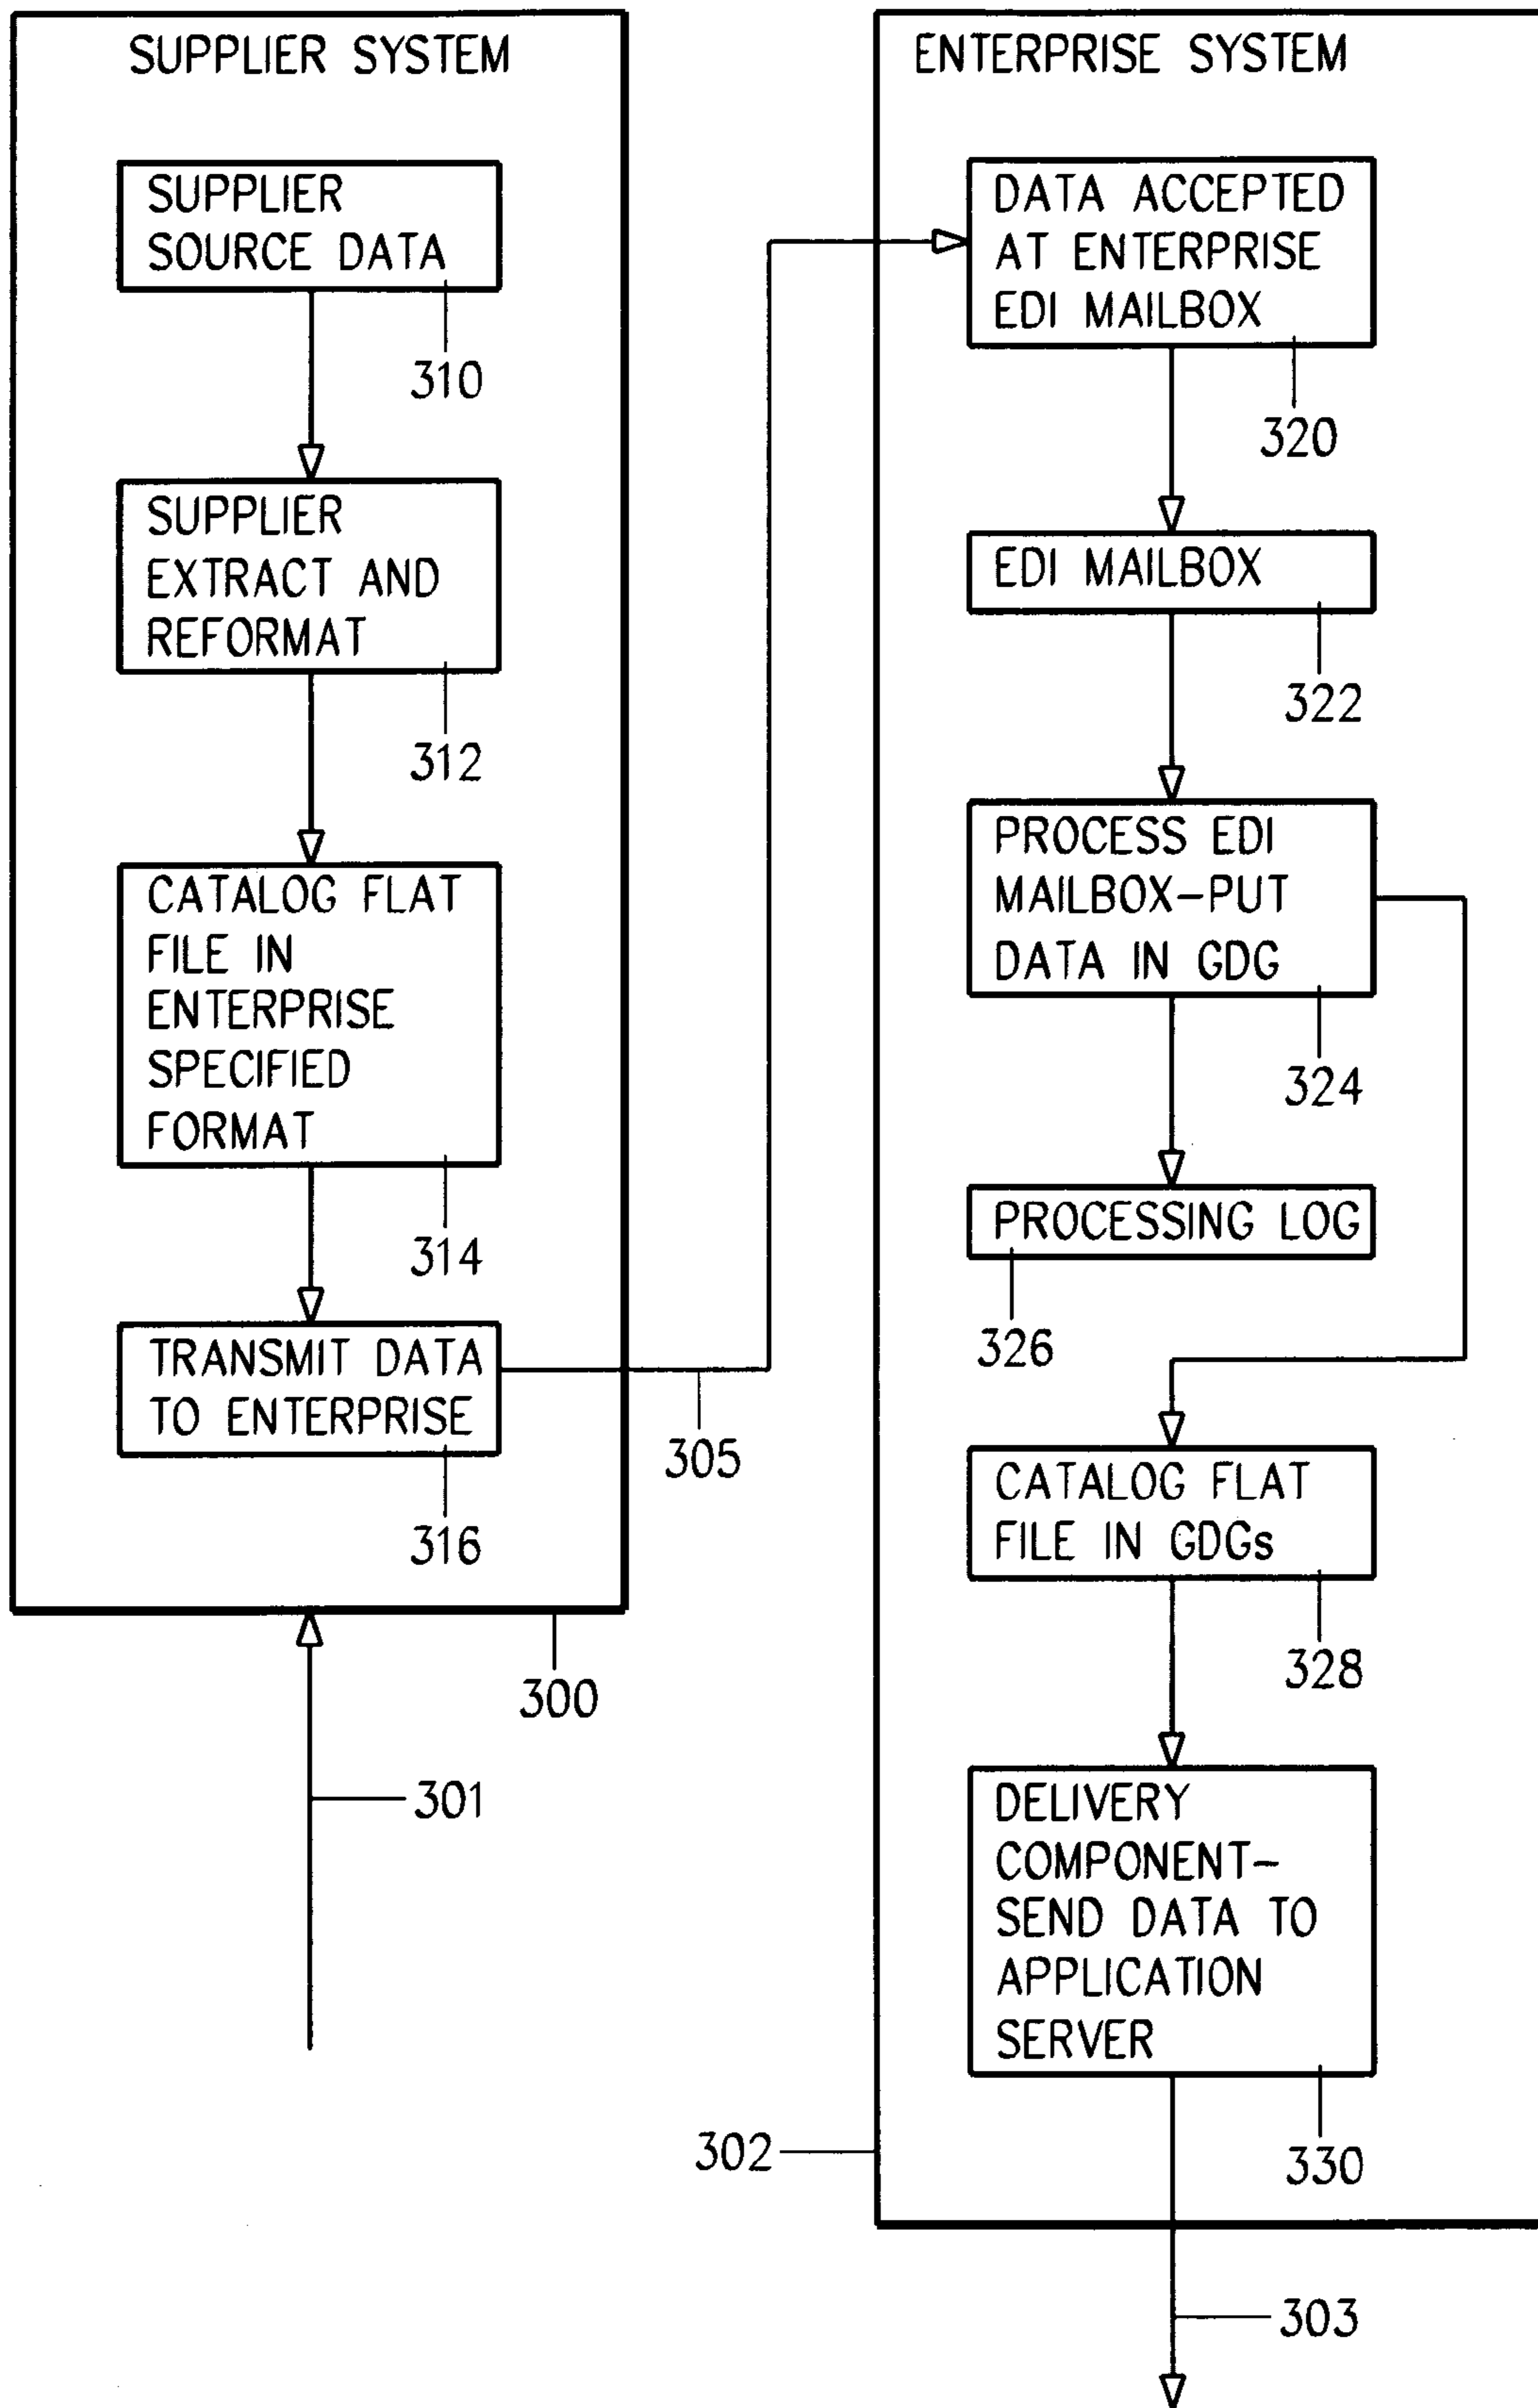 SUPPLIER SYSTEM
SUPPLIER
SOURCE DATA
310
SUPPLIER
EXTRACT AND
REFORMAT
312
CATALOG FLAT
FILE IN
ENTERPRISE
SPECIFIED
FORMAT
314
TRANSMIT DATA
TO ENTERPRISE
316
305
300
301
ENTERPRISE SYSTEM
DATA ACCEPTED
AT ENTERPRISE
EDI MAILBOX
320
EDI MAILBOX
322
PROCESS EDI
MAILBOX-PUT
DATA IN GDG
324
PROCESSING LOG
326
CATALOG FLAT
FILE IN GDGs
328
DELIVERY
COMPONENT-
SEND DATA TO
APPLICATION
SERVER
330
302
303